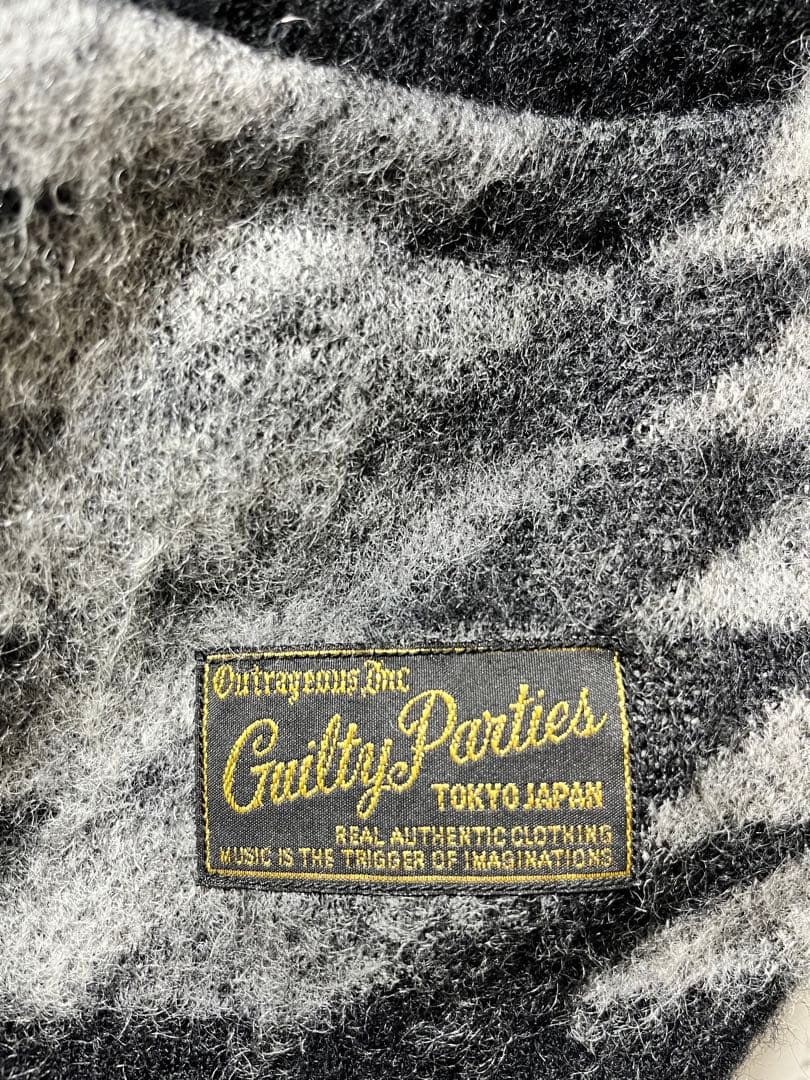 Outrageous.Inc
Guilty Parties
TOKYO JAPAN
REAL AUTHENTIC CLOTHING
MUSIC IS THE TRIGGER OF IMAGINATIONS